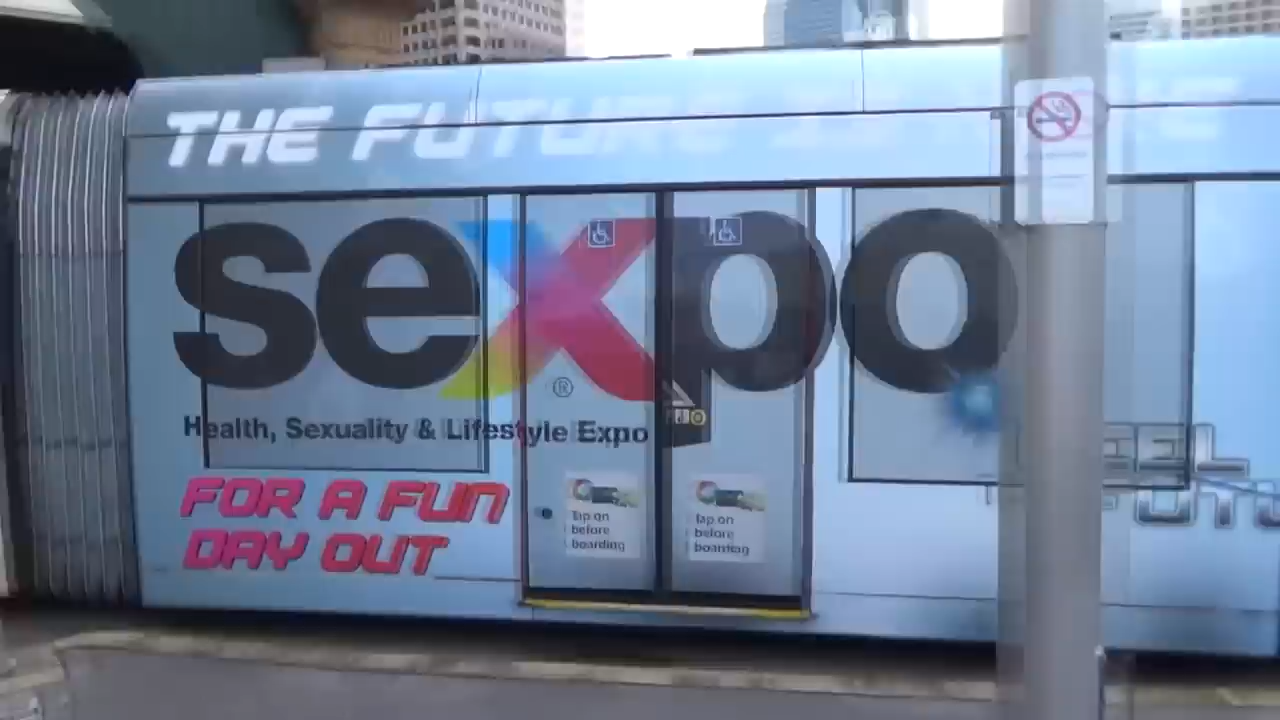 THE FUTURE IS
sexpo
®
Health, Sexuality & Lifestyle Expo
FOR A FUN
DAY OUT
Tap on
before
boarding
Tap on
before
boarding